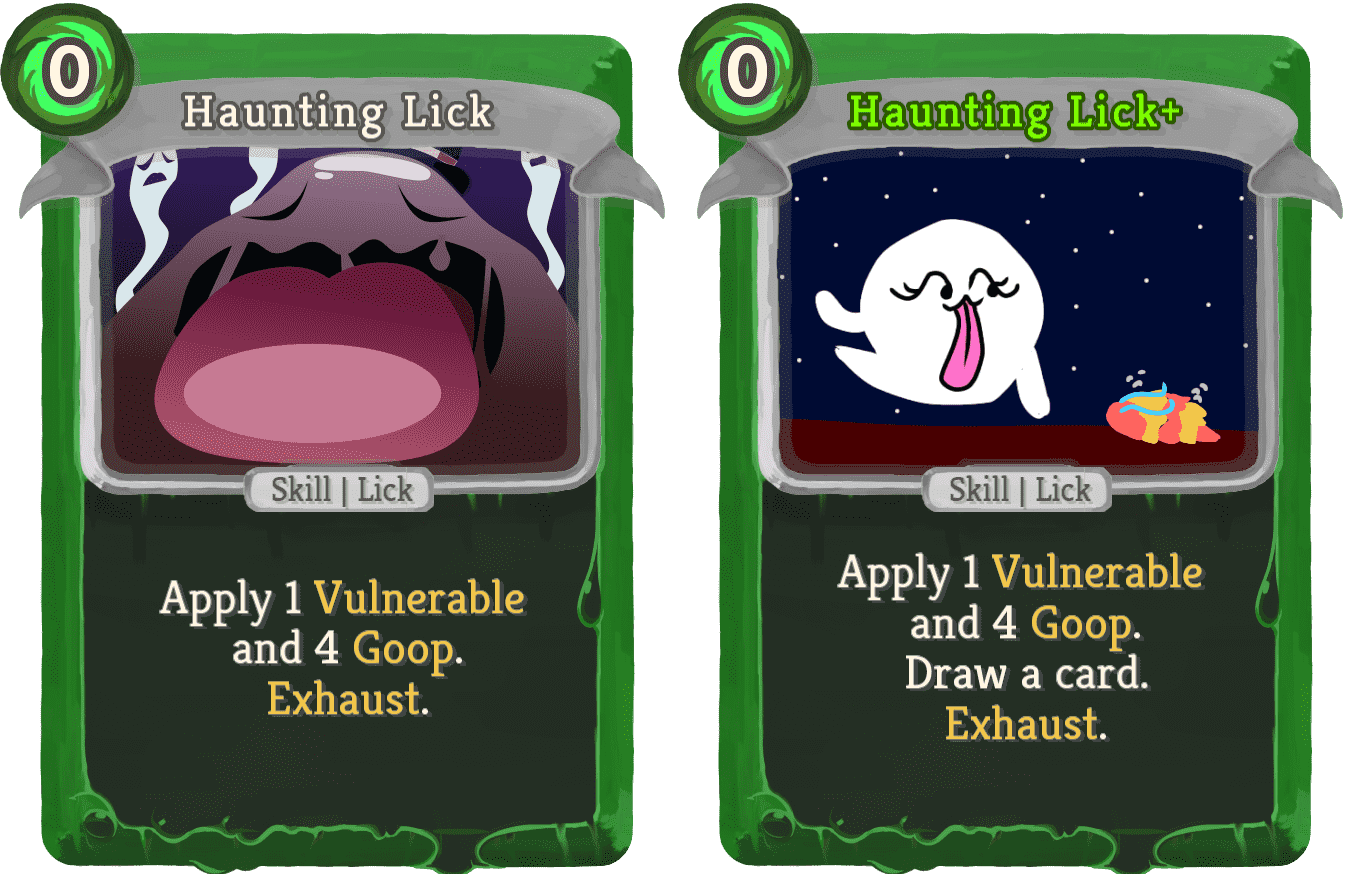 0
Haunting Lick
Skill | Lick
Apply 1 Vulnerable
and 4 Goop.
Exhaust.
0
Haunting Lick+
Skill | Lick
Apply 1 Vulnerable
and 4 Goop.
Draw a card.
Exhaust.